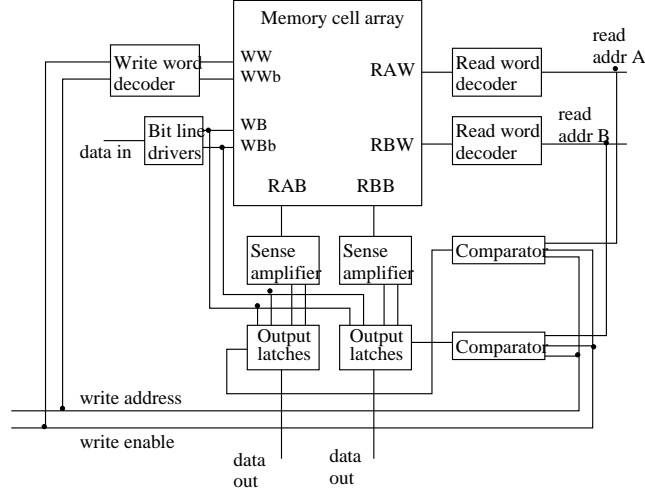 Memory cell array
read
addr A
Write word
decoder
WW
WWb
RAW
Read word
decoder
read
addr B
Bit line
drivers
WB
WBb
data in
RBW
Read word
decoder
RAB
RBB
Sense
amplifier
Sense
amplifier
Comparator
Output
latches
Output
latches
Comparator
write address
write enable
data
out
data
out